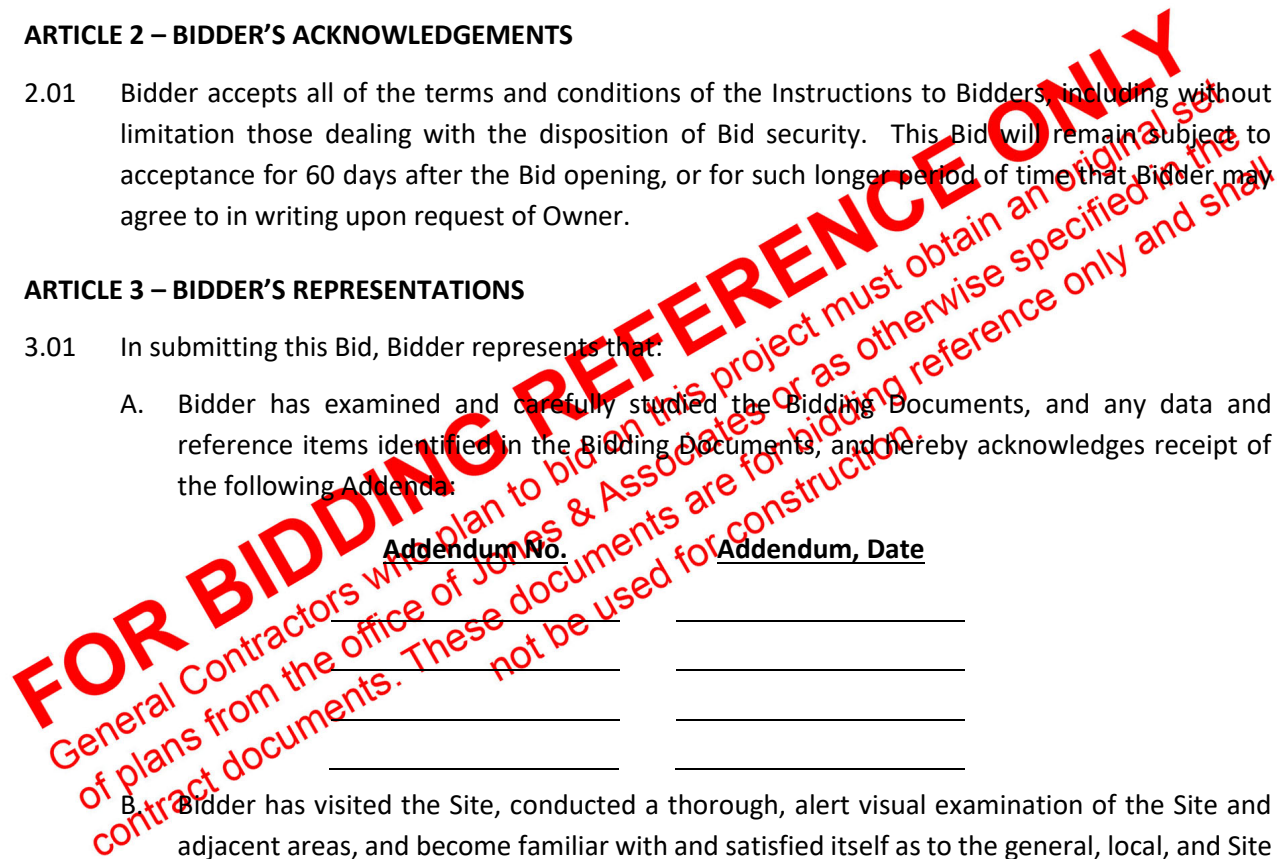 ARTICLE 2 – BIDDER’S ACKNOWLEDGEMENTS
2.01 Bidder accepts all of the terms and conditions of the Instructions to Bidders, including without
limitation those dealing with the disposition of Bid security. This Bid will remain subject to
acceptance for 60 days after the Bid opening, or for such longer period of time that Bidder may
agree to in writing upon request of Owner.
ARTICLE 3 – BIDDER’S REPRESENTATIONS
3.01 In submitting this Bid, Bidder represents that:
A. Bidder has examined and carefully studied the Bidding Documents, and any data and
reference items identified in the Bidding Documents, and hereby acknowledges receipt of
the following Addenda:
Addendum No. Addendum, Date
B. Bidder has visited the Site, conducted a thorough, alert visual examination of the Site and
adjacent areas, and become familiar with and satisfied itself as to the general, local, and Site
FOR BIDDING REFERENCE ONLY
General Contractors who plan to bid on this project must obtain an original set
of plans from the office of Jones & Associates or as otherwise specified in the
contract documents. These documents are for bidding reference only and shall
not be used for construction.